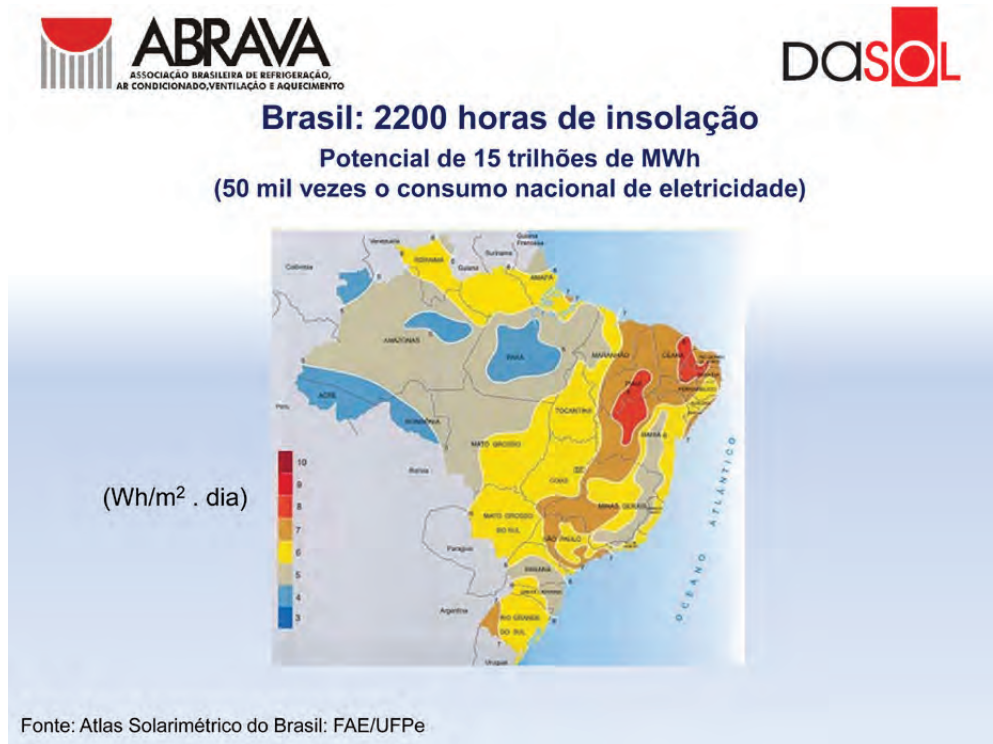 ABRAVA
ASSOCIAÇÃO BRASILEIRA DE REFRIGERAÇÃO,
AR CONDICIONADO,VENTILAÇÃO E AQUECIMENTO
DASOL
Brasil: 2200 horas de insolação
Potencial de 15 trilhões de MWh
(50 mil vezes o consumo nacional de eletricidade)
Venezuela
Guiana
Francesa
Suriname
Guiana
RORAIMA
Colômbia
AMAPÁ
AMAZONAS
PARÁ
MARANHÃO
CEARÁ
PIAUÍ
PERNAMBUCO
ACRE
RONDÔNIA
TOCANTINS
Peru
BAHIA
MATO GROSSO
Bolívia
GOIÁS
MINAS GERAIS
MATO GROSSO
DO SUL
SÃO PAULO
Paraguai
PARANÁ
Argentina
RIO GRANDE
DO SUL
Uruguai
OCEANO ATLÂNTICO
10
9
8
7
6
5
4
3
(Wh/m² . dia)
Fonte: Atlas Solarimétrico do Brasil: FAE/UFPe